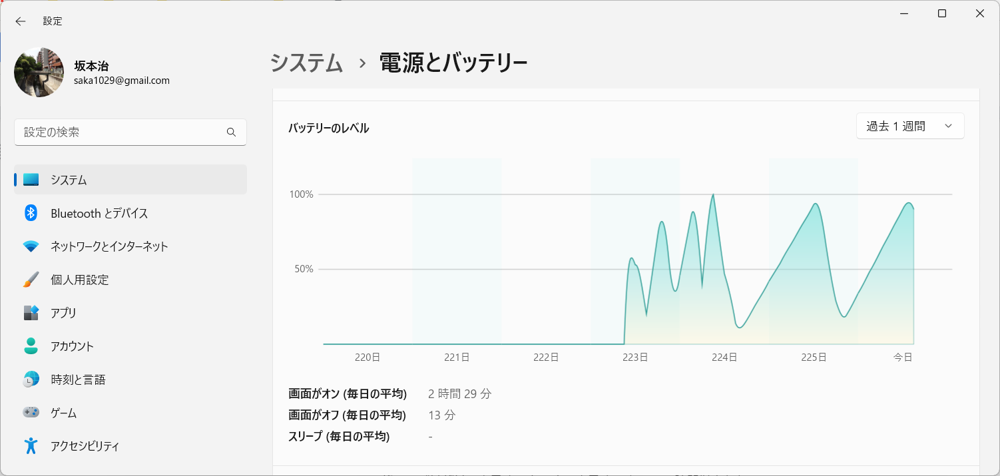 設定
坂本治
saka1029@gmail.com
設定の検索
システム
Bluetooth とデバイス
ネットワークとインターネット
個人用設定
アプリ
アカウント
時刻と言語
ゲーム
アクセシビリティ
システム › 電源とバッテリー
バッテリーのレベル
過去 1 週間
100%
50%
220日 221日 222日 223日 224日 225日 今日
画面がオン (毎日の平均) 2 時間 29 分
画面がオフ (毎日の平均) 13 分
スリープ (毎日の平均) -